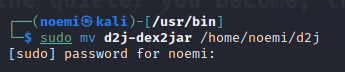 ┌──(noemi㉿kali)-[/usr/bin]
└─$ sudo mv d2j-dex2jar /home/noemi/d2j
[sudo] password for noemi: